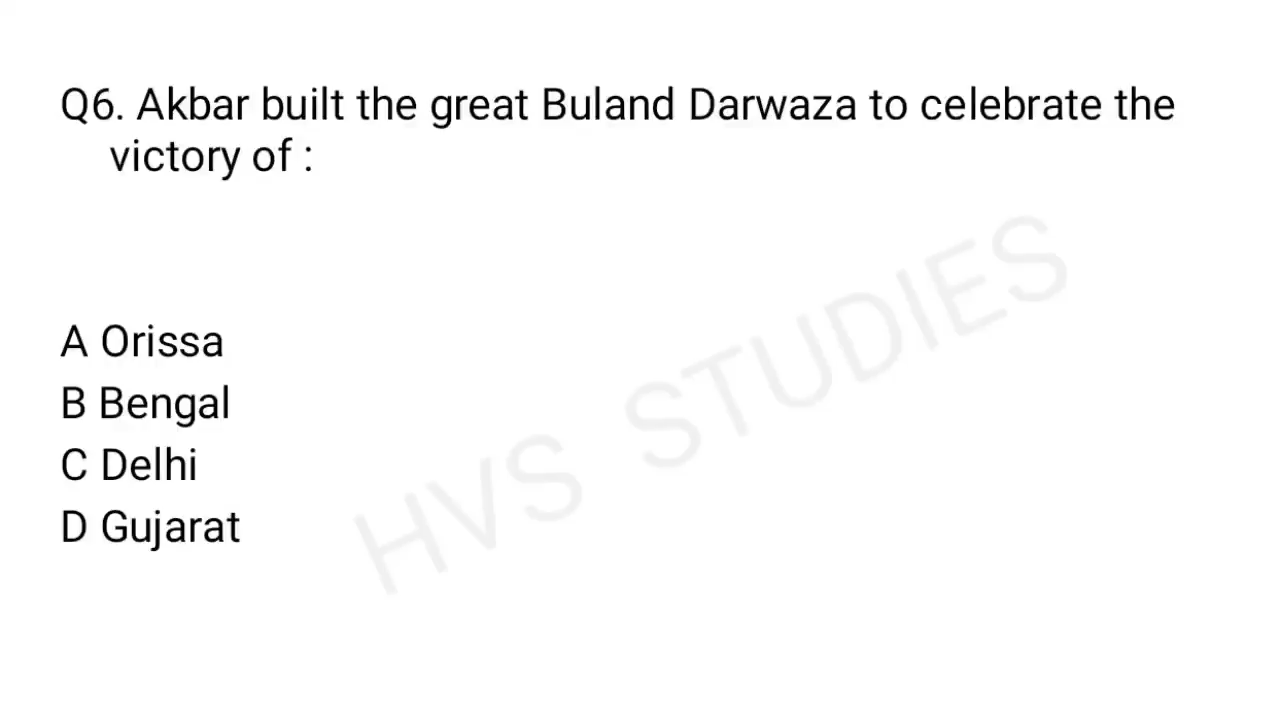 Q6. Akbar built the great Buland Darwaza to celebrate the
victory of :
A Orissa
B Bengal
C Delhi
D Gujarat
HVS STUDIES